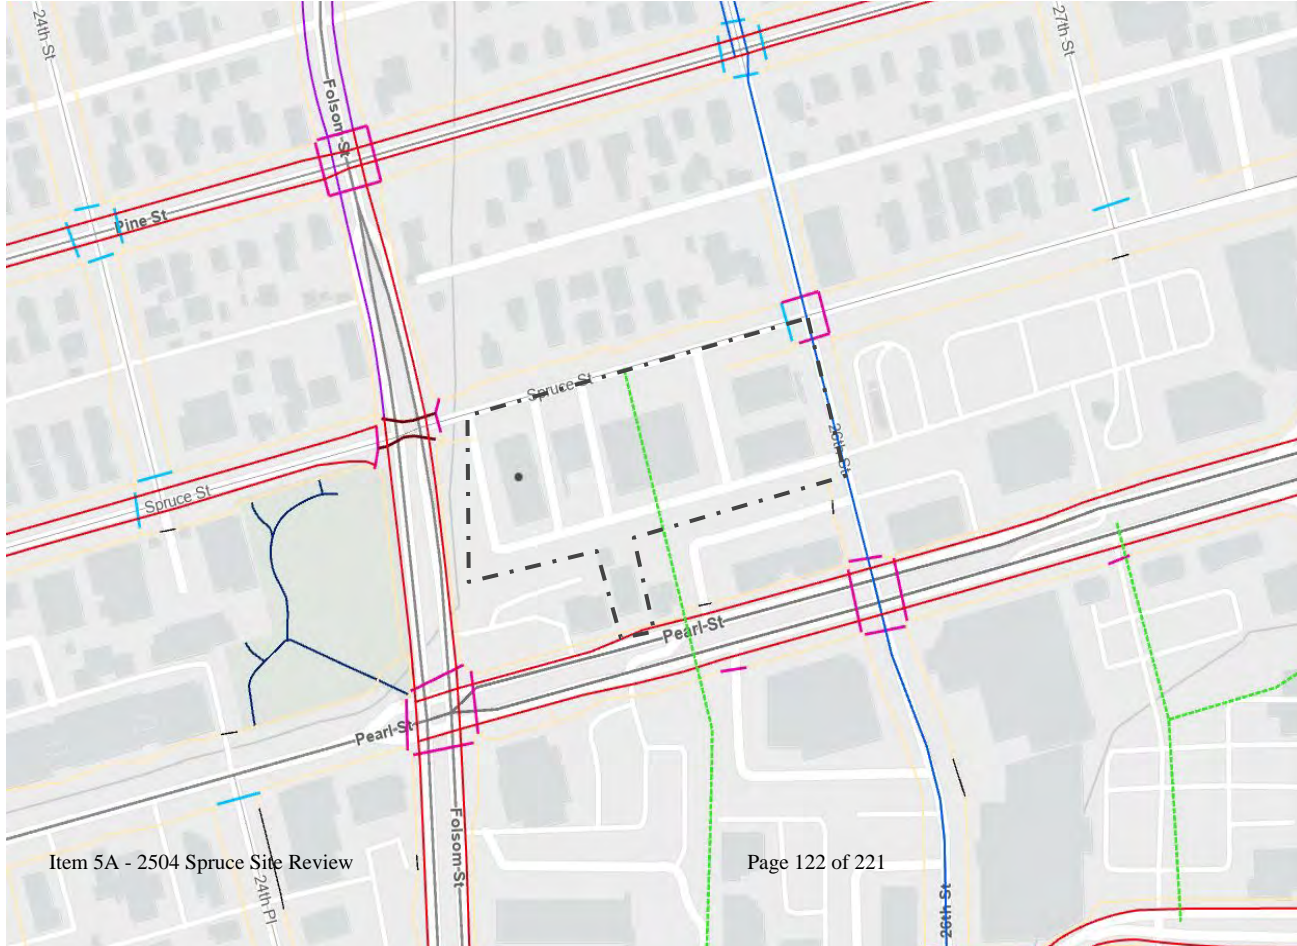 24th St
27th St
Folsom St
Pine St
Spruce St
26th St
Spruce St
Pearl St
Pearl St
Folsom St
Item 5A - 2504 Spruce Site Review
Page 122 of 221
24th Pl
26th St